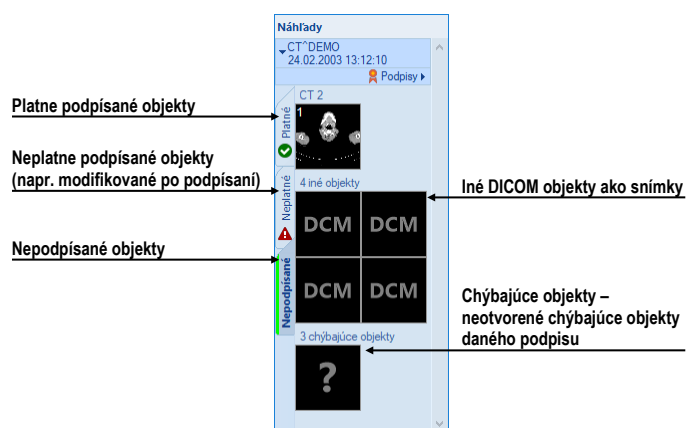 Náhľady
CT^DEMO
24.02.2003 13:12:10
Podpisy
CT 2
1
Platné
Neplatné
Nepodpísané
4 iné objekty
DCM DCM
DCM DCM
3 chýbajúce objekty
?
Platne podpísané objekty
Neplatne podpísané objekty
(napr. modifikované po podpísaní)
Nepodpísané objekty
Iné DICOM objekty ako snímky
Chýbajúce objekty –
neotvorené chýbajúce objekty
daného podpisu